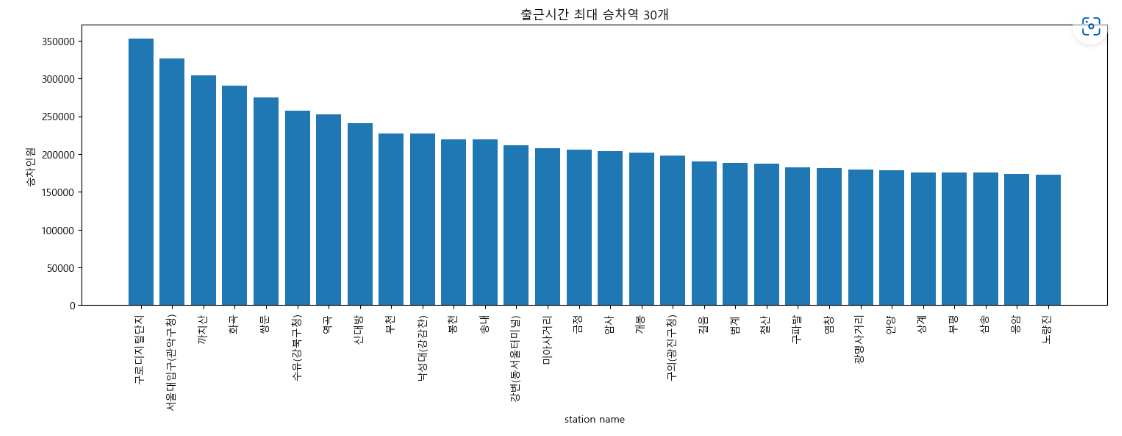 출근시간 최대 승차역 30개
승차인원
350000
300000
250000
200000
150000
100000
50000
0
구로디지털단지
서울대입구(관악구청)
까치산
화곡
쌍문
수유(강북구청)
역곡
신대방
부천
낙성대(강감찬)
봉천
송내
강변(동서울터미널)
미아사거리
금정
암사
개봉
구의(광진구청)
길음
범계
철산
구파발
염창
광명사거리
안양
상계
부평
삼송
응암
노량진
station name